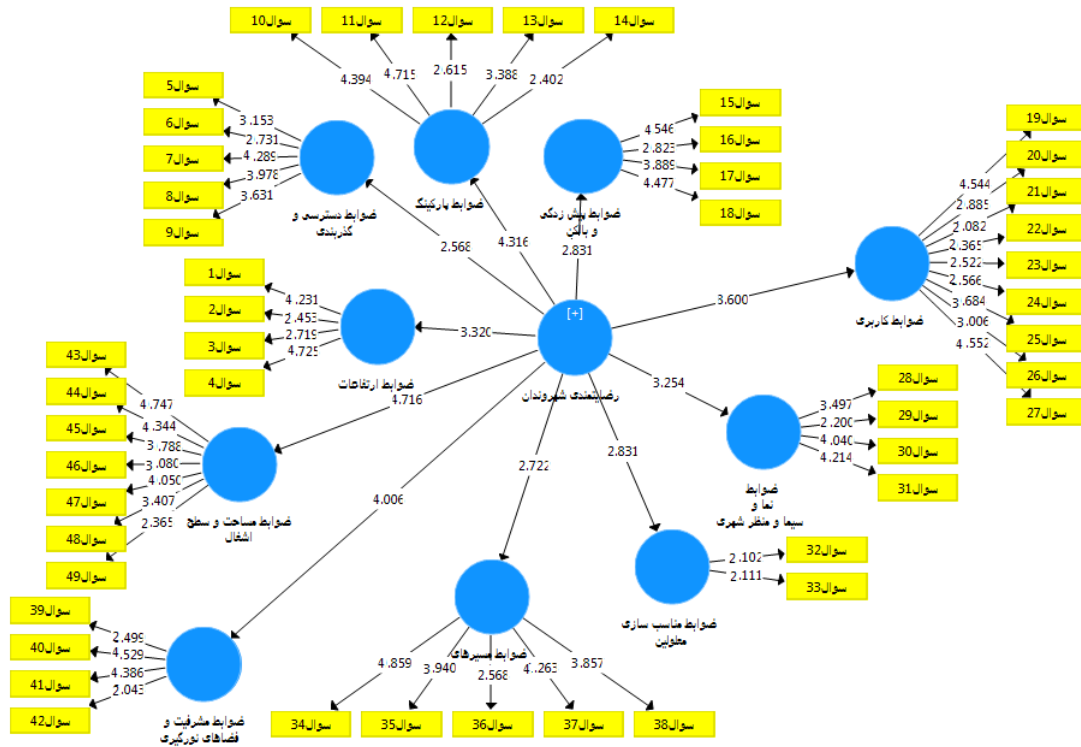 سوال10
سوال11
سوال12
سوال13
سوال14
4.394
4.715
2.615
3.388
2.402
ضوابط پارکینگ
سوال5
سوال6
سوال7
سوال8
سوال9
3.153
2.731
4.289
3.978
3.631
ضوابط دسترسی و
گذربندی
سوال15
سوال16
سوال17
سوال18
4.546
2.823
3.889
4.477
ضوابط پیش زدگی
و بالکن
سوال19
سوال20
سوال21
سوال22
سوال23
سوال24
سوال25
سوال26
سوال27
4.544
2.885
2.082
2.365
2.522
2.566
3.684
3.006
4.552
ضوابط کاربری
2.568
4.316
2.831
3.600
سوال1
سوال2
سوال3
سوال4
4.231
2.453
2.719
4.725
ضوابط ارتفاعات
3.320
[+]
رضایتمندی شهروندان
3.254
4.716
2.831
2.722
4.006
سوال28
سوال29
سوال30
سوال31
3.497
2.200
4.040
4.214
ضوابط
نما و
سیما و منظر شهری
سوال43
سوال44
سوال45
سوال46
سوال47
سوال48
سوال49
4.747
4.344
3.788
3.080
4.050
3.407
2.365
ضوابط مساحت و سطح
اشغال
سوال32
سوال33
2.102
2.111
ضوابط مناسب سازی
معلولین
سوال39
سوال40
سوال41
سوال42
2.499
4.529
4.386
2.043
ضوابط مشرفیت و
فضاهای نورگیری
ضوابط مسیرهای
4.859
3.940
2.568
4.263
3.857
سوال34
سوال35
سوال36
سوال37
سوال38